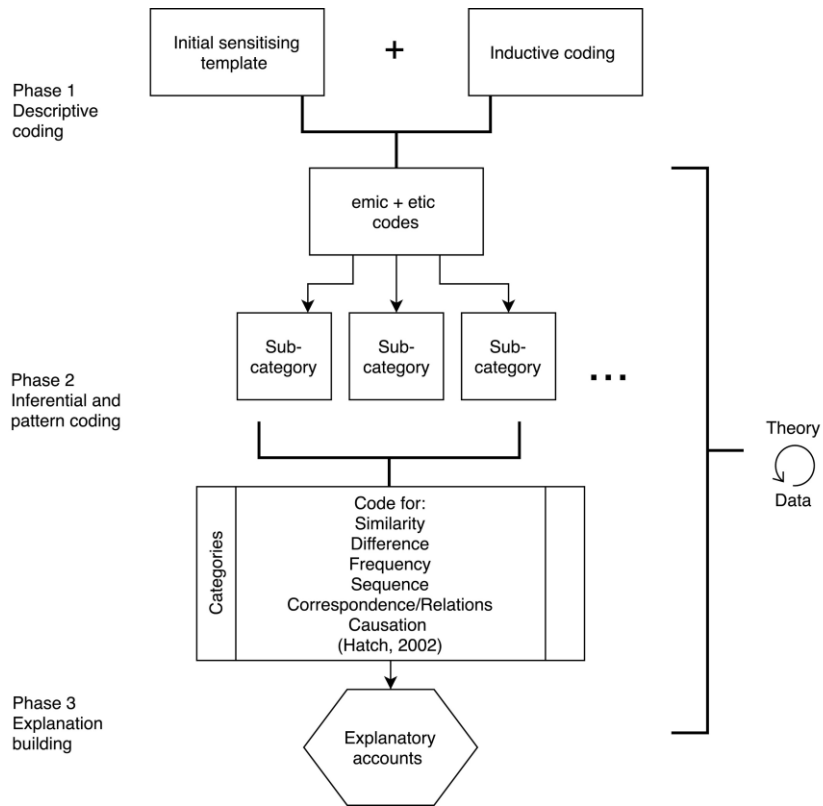 Initial sensitising
template
+
Inductive coding
Phase 1
Descriptive
coding
emic + etic
codes
Sub-
category
Sub-
category
Sub-
category
...
Phase 2
Inferential and
pattern coding
Theory
Data
Categories
Code for:
Similarity
Difference
Frequency
Sequence
Correspondence/Relations
Causation
(Hatch, 2002)
Phase 3
Explanation
building
Explanatory
accounts